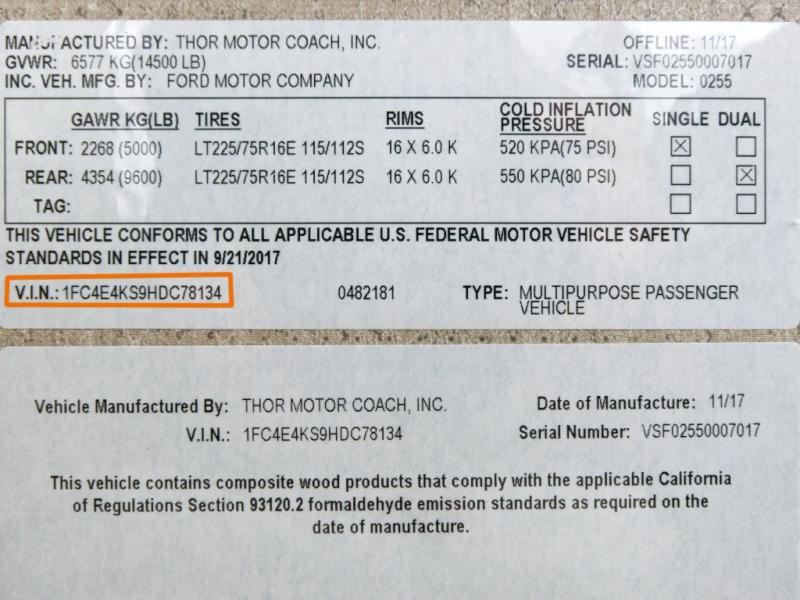 MANUFACTURED BY: THOR MOTOR COACH, INC. OFFLINE: 11/17
GVWR: 6577 KG(14500 LB) SERIAL: VSF02550007017
INC. VEH. MFG. BY: FORD MOTOR COMPANY MODEL: 0255
GAWR KG(LB) TIRES RIMS COLD INFLATION PRESSURE SINGLE DUAL
FRONT: 2268 (5000) LT225/75R16E 115/112S 16 X 6.0 K 520 KPA(75 PSI) ☒ ☐
REAR: 4354 (9600) LT225/75R16E 115/112S 16 X 6.0 K 550 KPA(80 PSI) ☐ ☒
TAG: ☐ ☐
THIS VEHICLE CONFORMS TO ALL APPLICABLE U.S. FEDERAL MOTOR VEHICLE SAFETY
STANDARDS IN EFFECT IN 9/21/2017
V.I.N.: 1FC4E4KS9HDC78134 0482181 TYPE: MULTIPURPOSE PASSENGER
VEHICLE
Vehicle Manufactured By: THOR MOTOR COACH, INC. Date of Manufacture: 11/17
V.I.N.: 1FC4E4KS9HDC78134 Serial Number: VSF02550007017
This vehicle contains composite wood products that comply with the applicable California
of Regulations Section 93120.2 formaldehyde emission standards as required on the
date of manufacture.